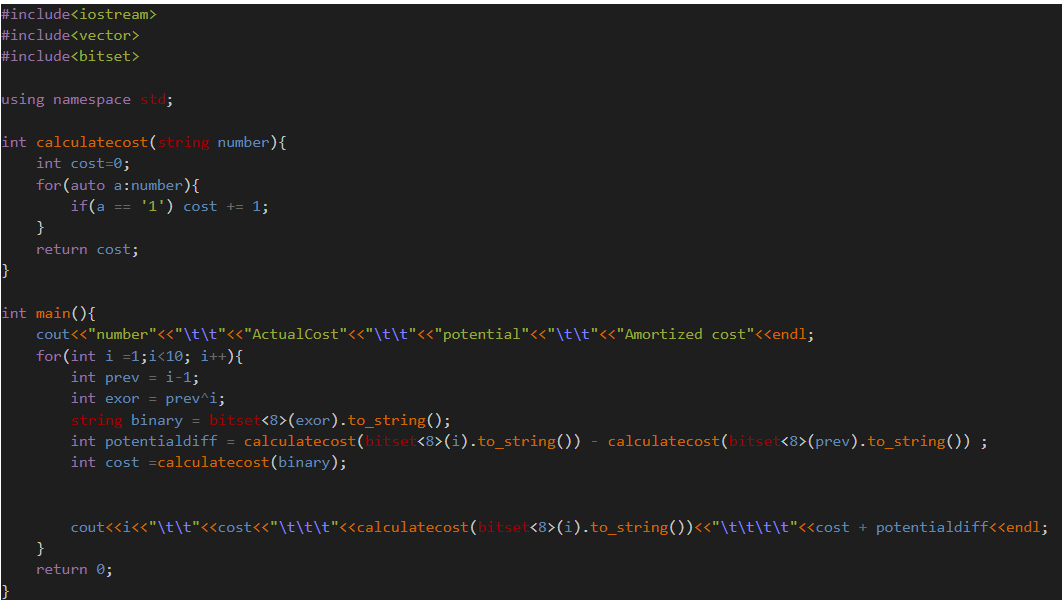 #include<iostream>
#include<vector>
#include<bitset>

using namespace std;

int calculatecost(string number){
    int cost=0;
    for(auto a:number){
        if(a == '1') cost += 1;
    }
    return cost;
}

int main(){
    cout<<"number"<<"\t\t"<<"ActualCost"<<"\t\t"<<"potential"<<"\t\t"<<"Amortized cost"<<endl;
    for(int i =1;i<10; i++){
        int prev = i-1;
        int exor = prev^i;
        string binary = bitset<8>(exor).to_string();
        int potentialdiff = calculatecost(bitset<8>(i).to_string()) - calculatecost(bitset<8>(prev).to_string()) ;
        int cost =calculatecost(binary);


        cout<<i<<"\t\t"<<cost<<"\t\t\t"<<calculatecost(bitset<8>(i).to_string())<<"\t\t\t\t"<<cost + potentialdiff<<endl;
    }
    return 0;
}